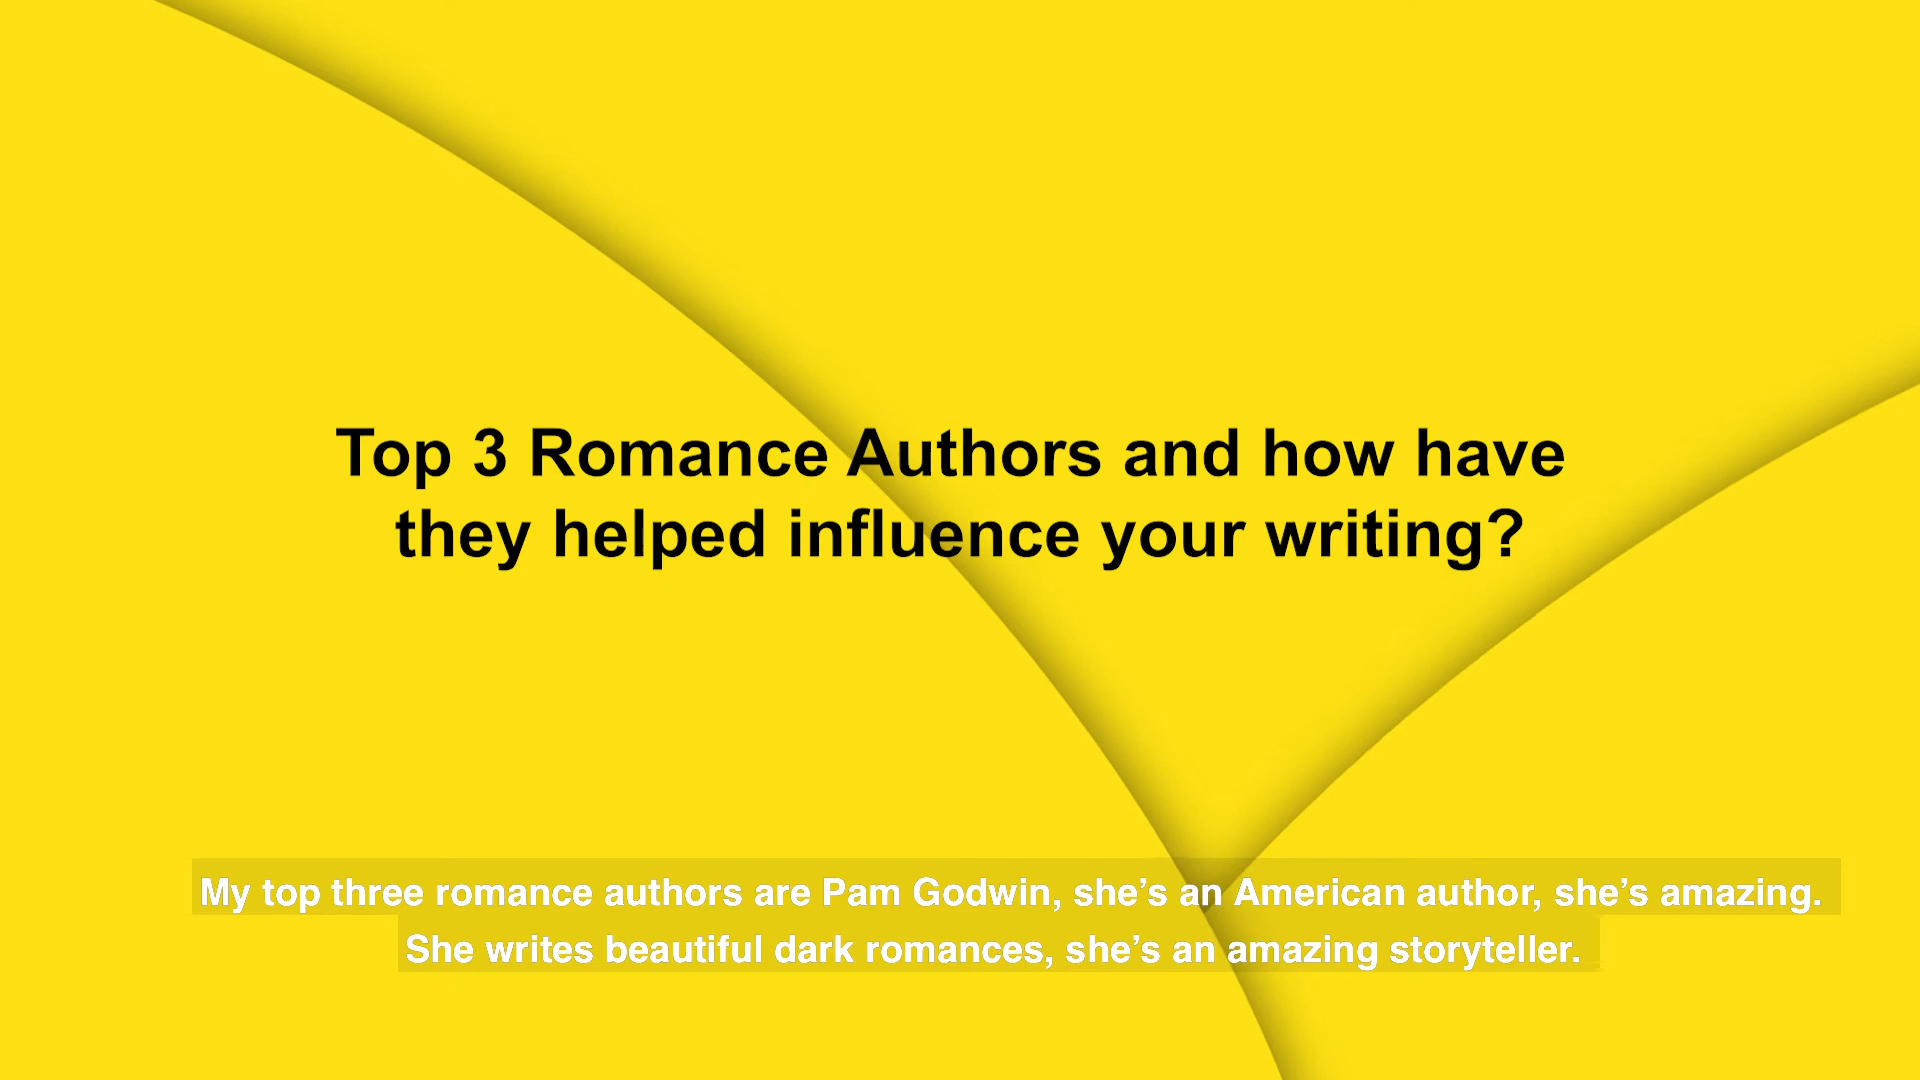 Top 3 Romance Authors and how have
they helped influence your writing?
My top three romance authors are Pam Godwin, she’s an American author, she’s amazing.
She writes beautiful dark romances, she’s an amazing storyteller.